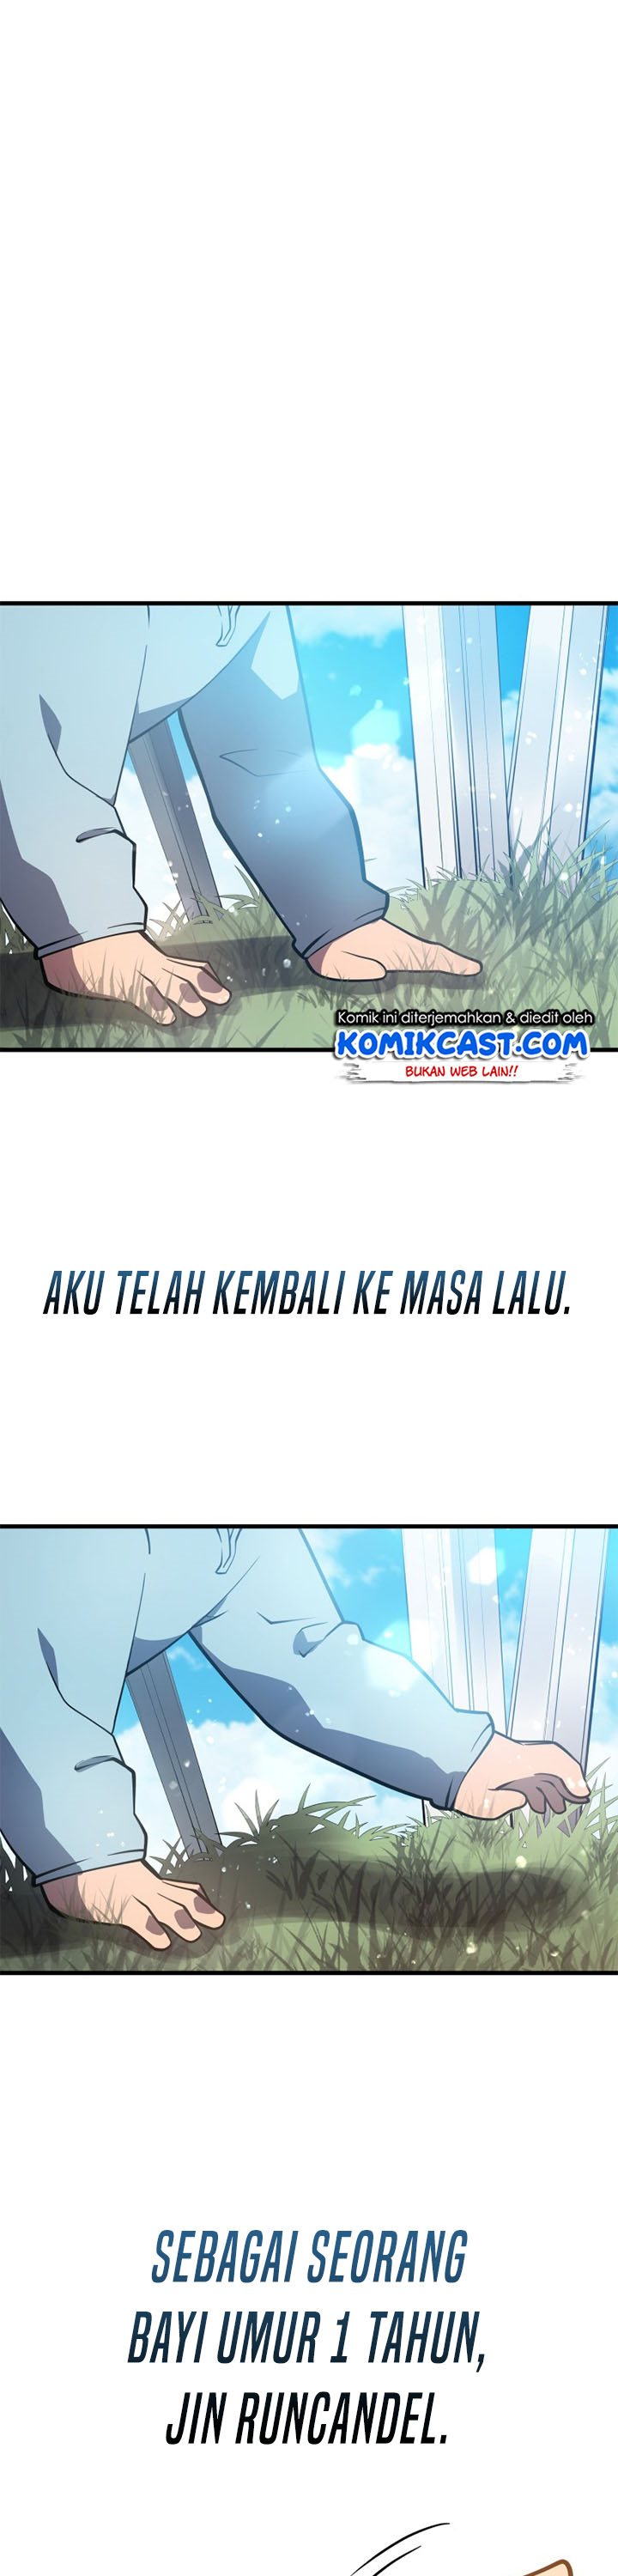 Komik ini diterjemahkan & diedit oleh
KOMIKCAST.COM
BUKAN WEB LAIN!!
AKU TELAH KEMBALI KE MASA LALU.
SEBAGAI SEORANG
BAYI UMUR 1 TAHUN,
JIN RUNCANDEL.